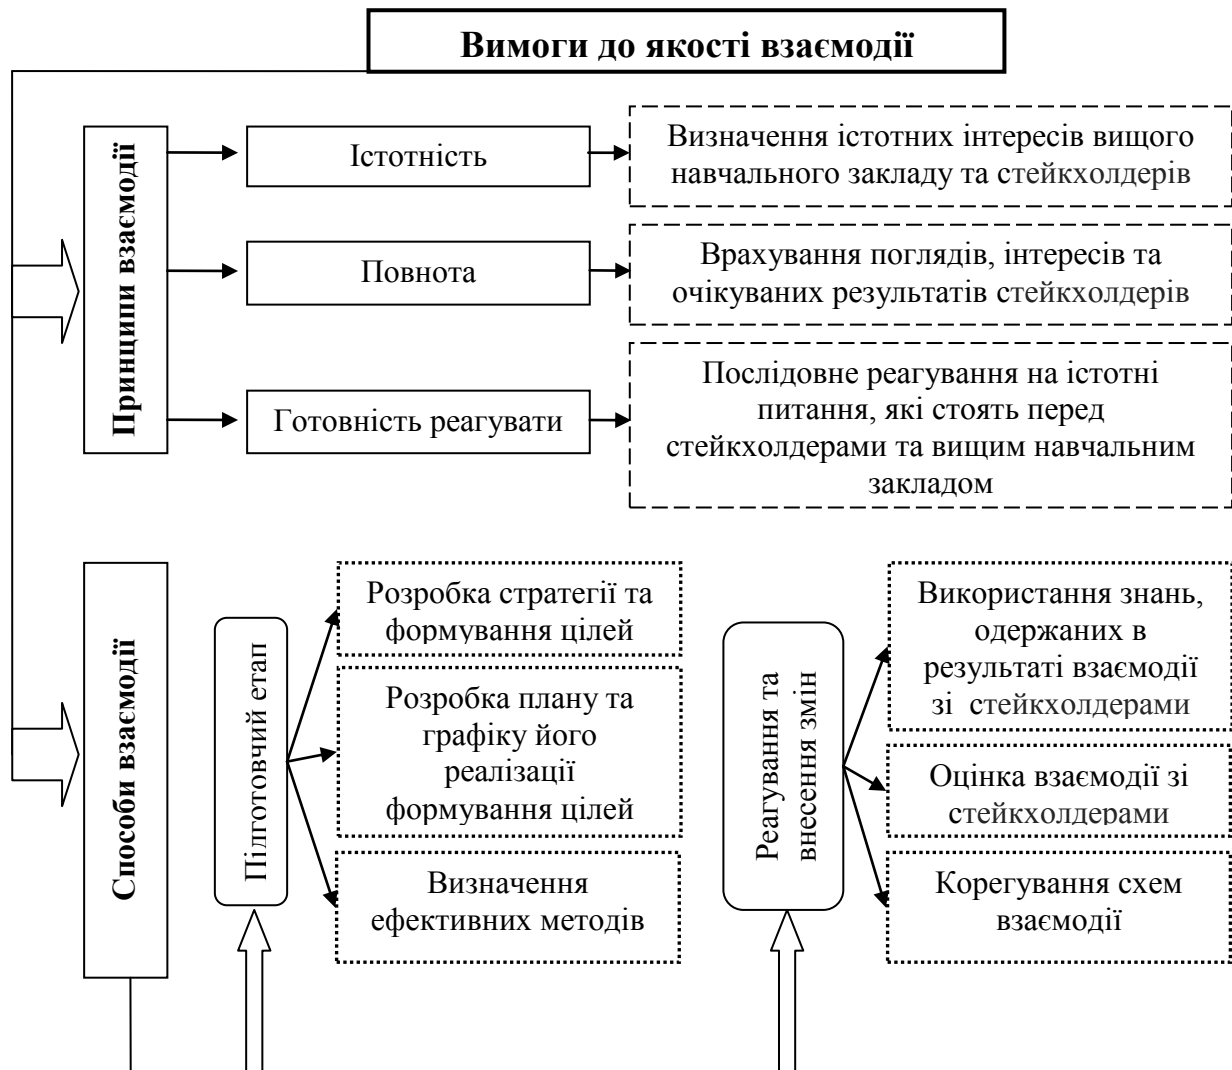 Вимоги до якості взаємодії
Принципи взаємодії
Істотність
Визначення істотних інтересів вищого
навчального закладу та стейкхолдерів
Повнота
Врахування поглядів, інтересів та
очікуваних результатів стейкхолдерів
Готовність реагувати
Послідовне реагування на істотні
питання, які стоять перед
стейкхолдерами та вищим навчальним
закладом
Способи взаємодії
Підготовчий етап
Розробка стратегії та
формування цілей
Розробка плану та
графіку його
реалізації
формування цілей
Визначення
ефективних методів
Реагування та
внесення змін
Використання знань,
одержаних в
результаті взаємодії
зі стейкхолдерами
Оцінка взаємодії зі
стейкхолдерами
Корегування схем
взаємодії